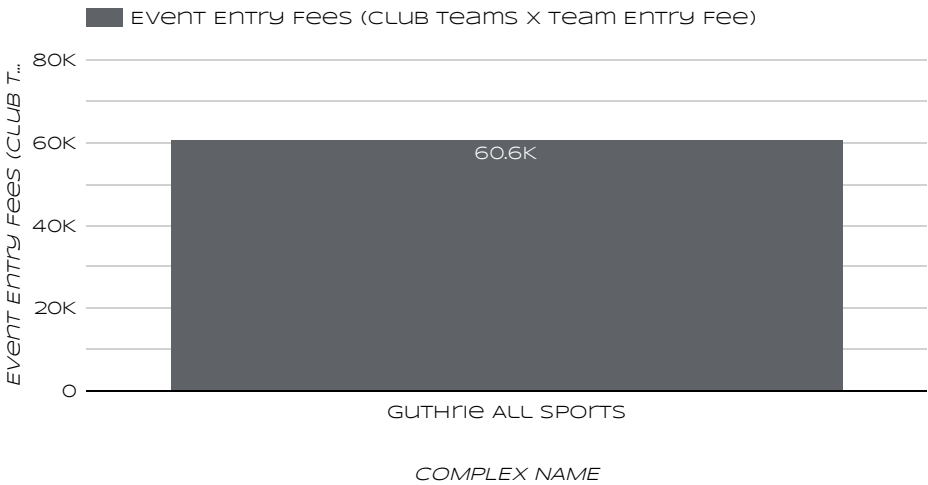 Event Entry Fees (Club Teams x Team Entry Fee)
80K
60K
40K
20K
0
Event Entry Fees (Club T...
60.6K
Guthrie All Sports
COMPLEX NAME